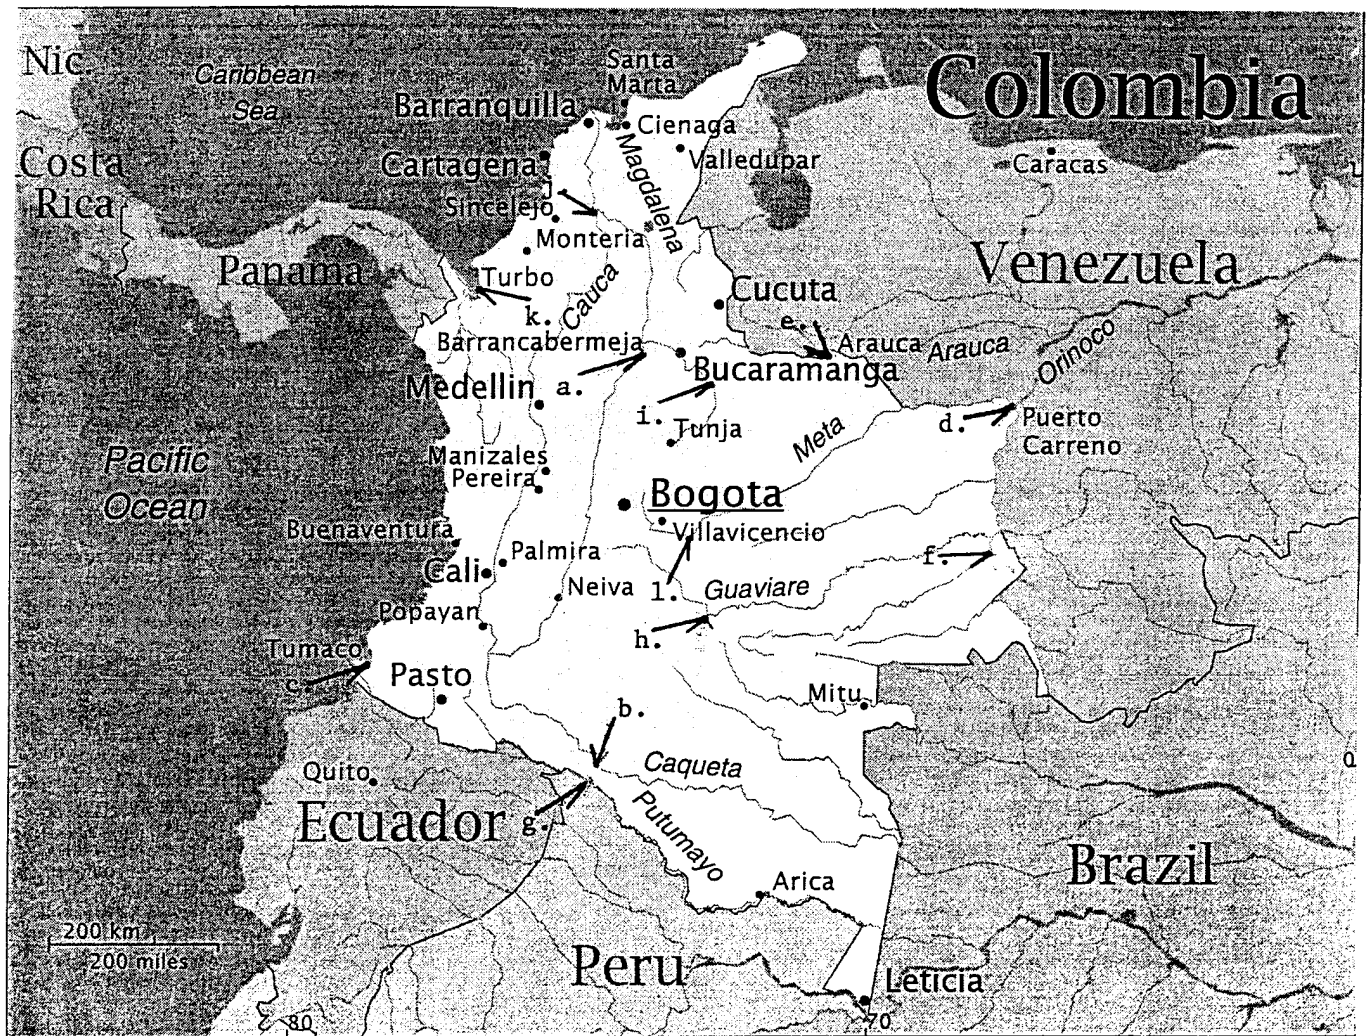 Nic.
Caribbean
Sea
Santa
Marta
Colombia
Barranquilla
Cienaga
Costa
Rica
Cartagena
Magdalena
Valledupar
Caracas
j.
Sincelejo
Monteria
Panama
Turbo
Venezuela
k.
Cauca
Cucuta
e.
Barrancabermeja
Arauca
Arauca
Orinoco
Medellin
a.
Bucaramanga
i.
Tunja
Meta
d.
Puerto
Carreno
Pacific
Ocean
Manizales
Pereira
Bogota
Buenaventura
Villavicencio
Palmira
Cali
f.
Neiva
l.
Guaviare
Popayan
h.
Tumaco
c.
Pasto
Mitu
b.
Quito
Caqueta
0
Ecuador
g.
Putumayo
Brazil
Arica
200 km
200 miles
Peru
Leticia
80
70